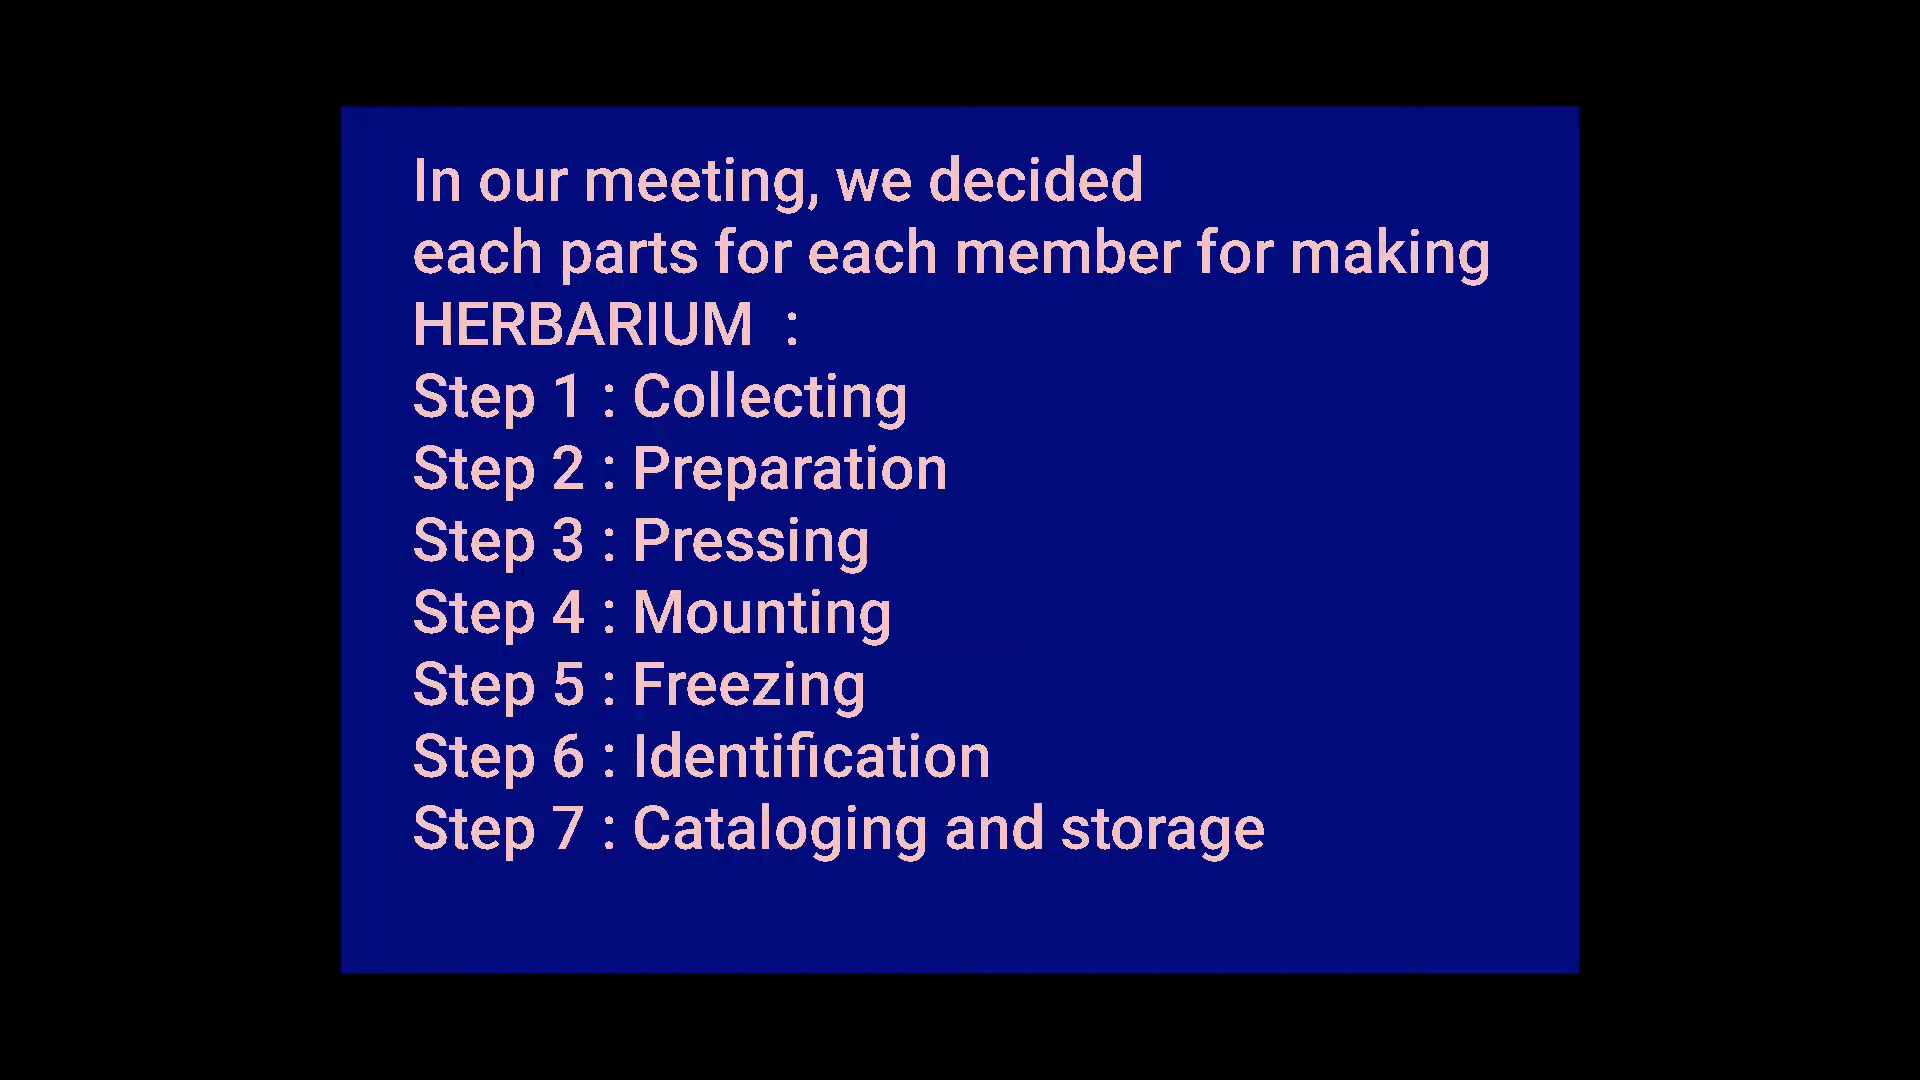 In our meeting, we decided
each parts for each member for making
HERBARIUM  :
Step 1 : Collecting
Step 2 : Preparation
Step 3 : Pressing
Step 4 : Mounting
Step 5 : Freezing
Step 6 : Identification
Step 7 : Cataloging and storage